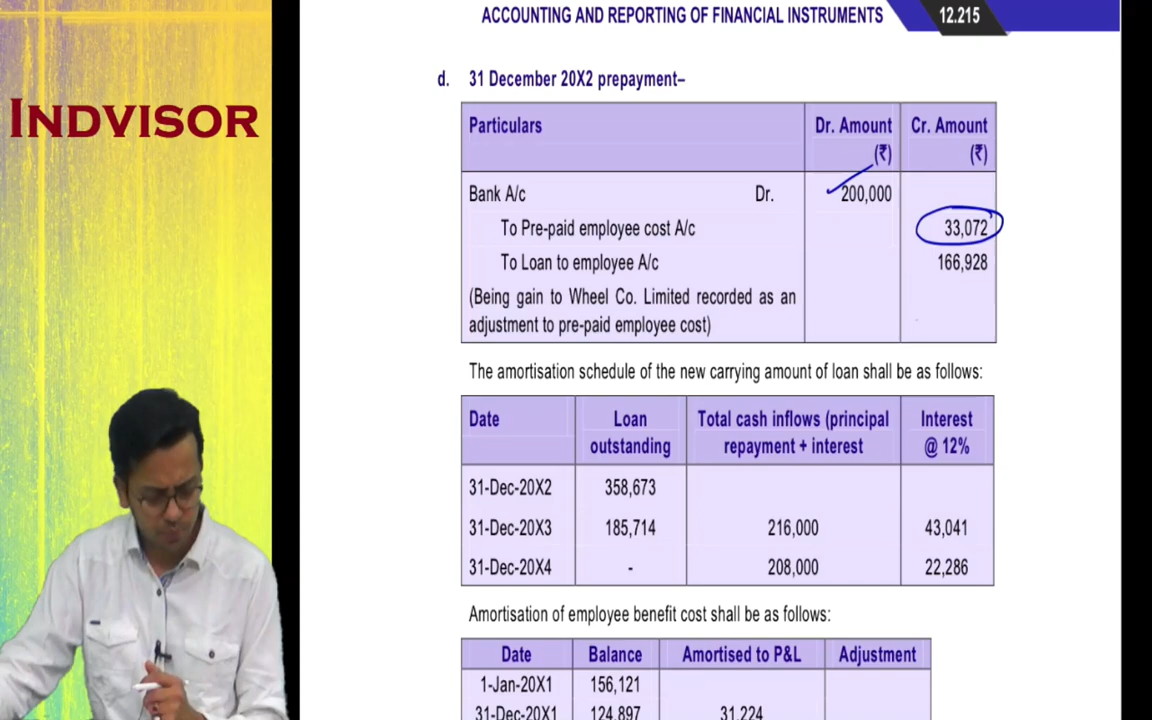 ACCOUNTING AND REPORTING OF FINANCIAL INSTRUMENTS 12.215
INDVISOR
d. 31 December 20X2 prepayment–
Particulars Dr. Amount (₹) Cr. Amount (₹)
Bank A/c Dr. 200,000
To Pre-paid employee cost A/c 33,072
To Loan to employee A/c 166,928
(Being gain to Wheel Co. Limited recorded as an
adjustment to pre-paid employee cost)
The amortisation schedule of the new carrying amount of loan shall be as follows:
Date Loan outstanding Total cash inflows (principal repayment + interest Interest @ 12%
31-Dec-20X2 358,673
31-Dec-20X3 185,714 216,000 43,041
31-Dec-20X4 - 208,000 22,286
Amortisation of employee benefit cost shall be as follows:
Date Balance Amortised to P&L Adjustment
1-Jan-20X1 156,121
31-Dec-20X1 124,897 31,224